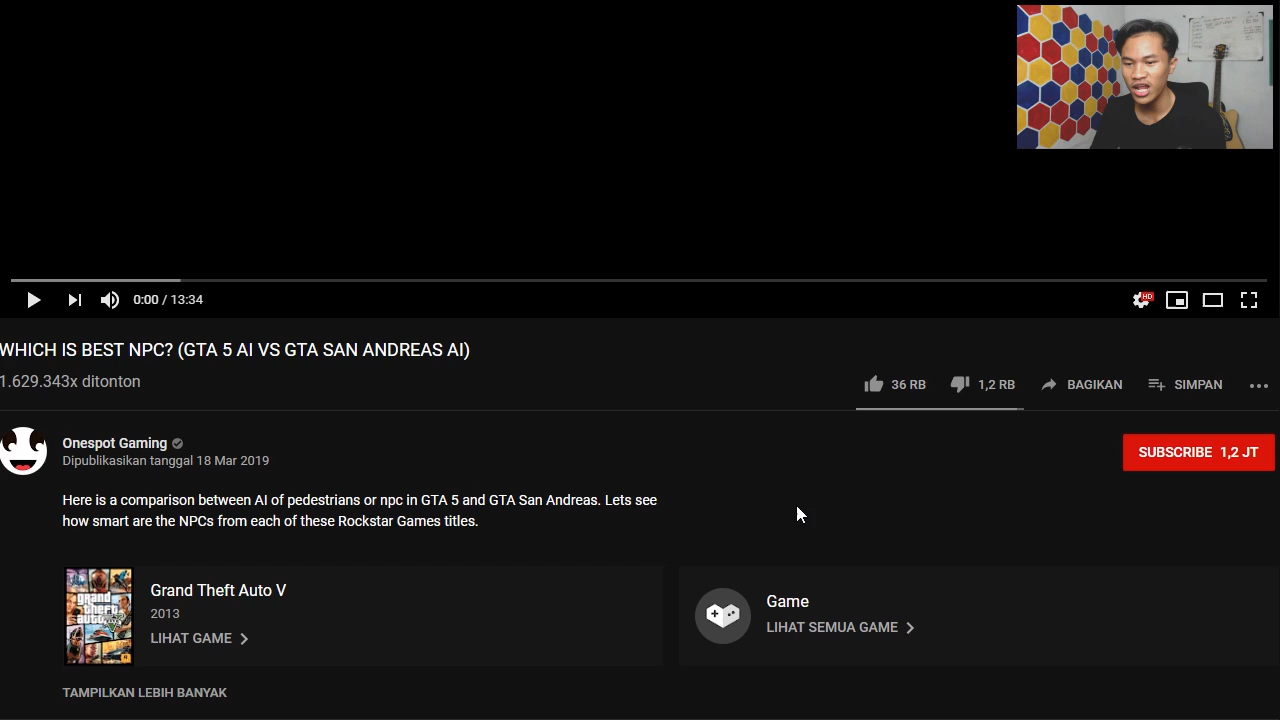 HD
0:00 / 13:34
WHICH IS BEST NPC? (GTA 5 AI VS GTA SAN ANDREAS AI)
1.629.343x ditonton
36 RB
1,2 RB
BAGIKAN
SIMPAN
Onespot Gaming
Dipublikasikan tanggal 18 Mar 2019
SUBSCRIBE 1,2 JT
Here is a comparison between AI of pedestrians or npc in GTA 5 and GTA San Andreas. Lets see
how smart are the NPCs from each of these Rockstar Games titles.
grand
theft
auto
Grand Theft Auto V
2013
LIHAT GAME
Game
LIHAT SEMUA GAME
TAMPILKAN LEBIH BANYAK